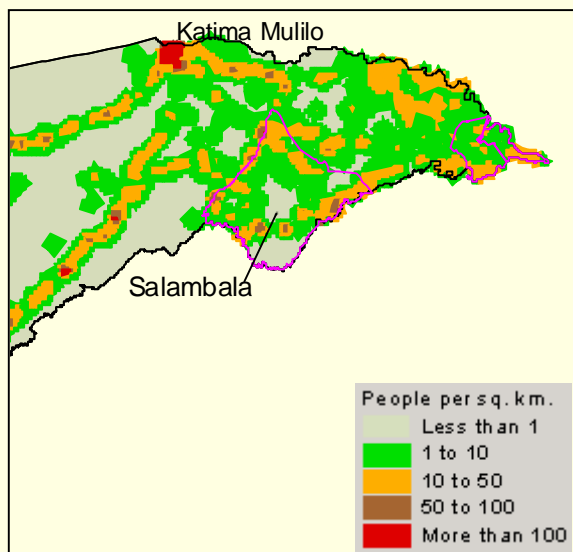 Katima Mulilo
Salambala
People per sq. km.
Less than 1
1 to 10
10 to 50
50 to 100
More than 100